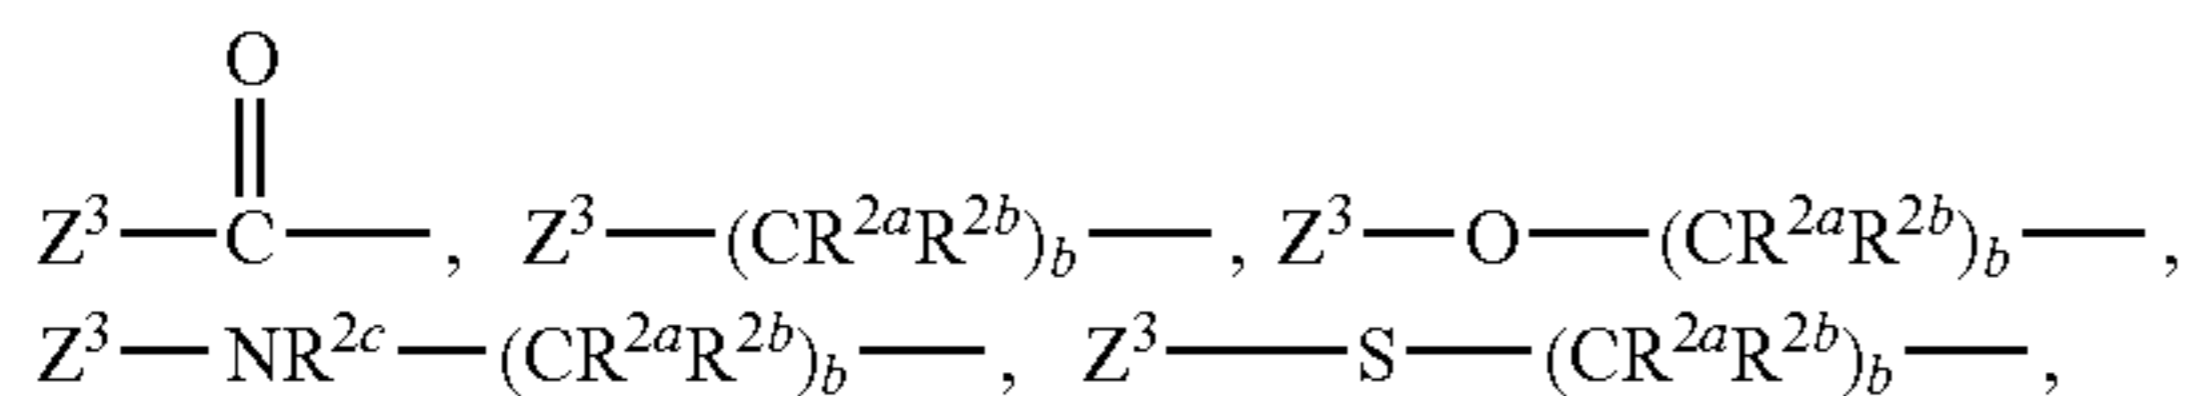 O
Z³—C—, Z³—(CR²ᵃR²ᵇ)b—, Z³—O—(CR²ᵃR²ᵇ)b—,
Z³—NR²ᶜ—(CR²ᵃR²ᵇ)b—, Z³—S—(CR²ᵃR²ᵇ)b—,